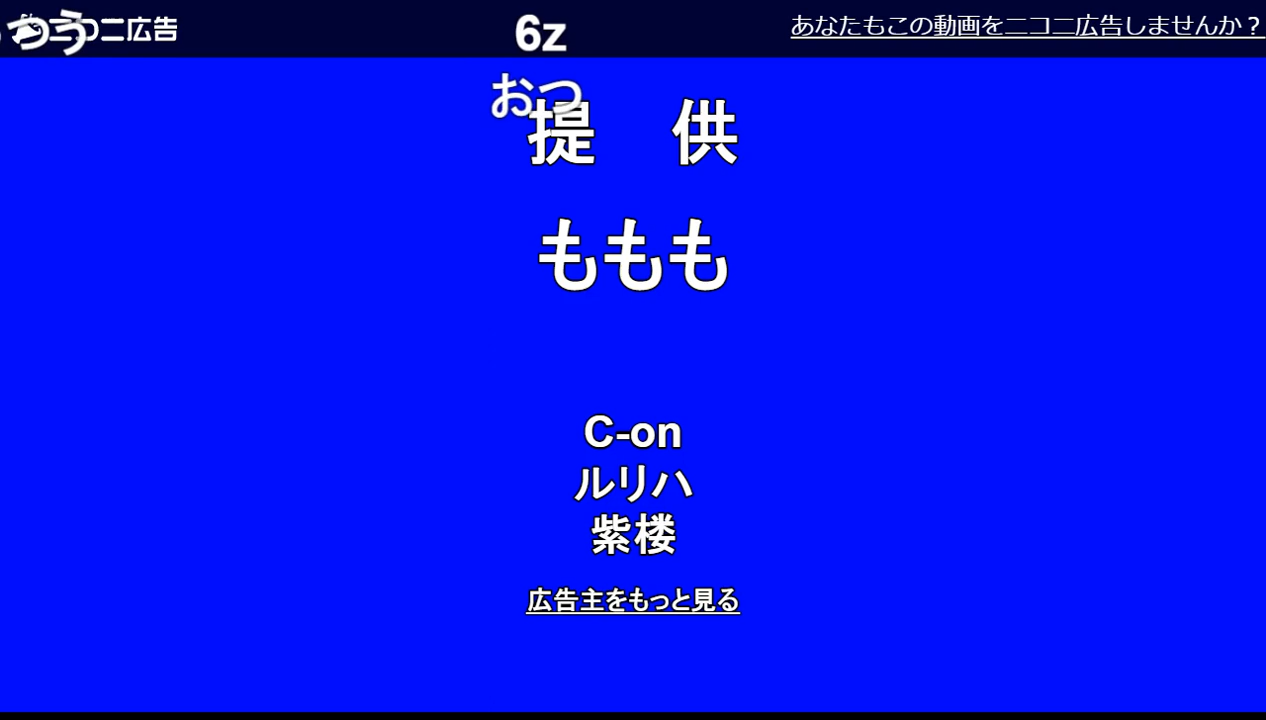 つう
ニコニ広告
6z
あなたもこの動画をニコニ広告しませんか？
おつ
提 供
ももも
C-on
ルリハ
紫楼
広告主をもっと見る